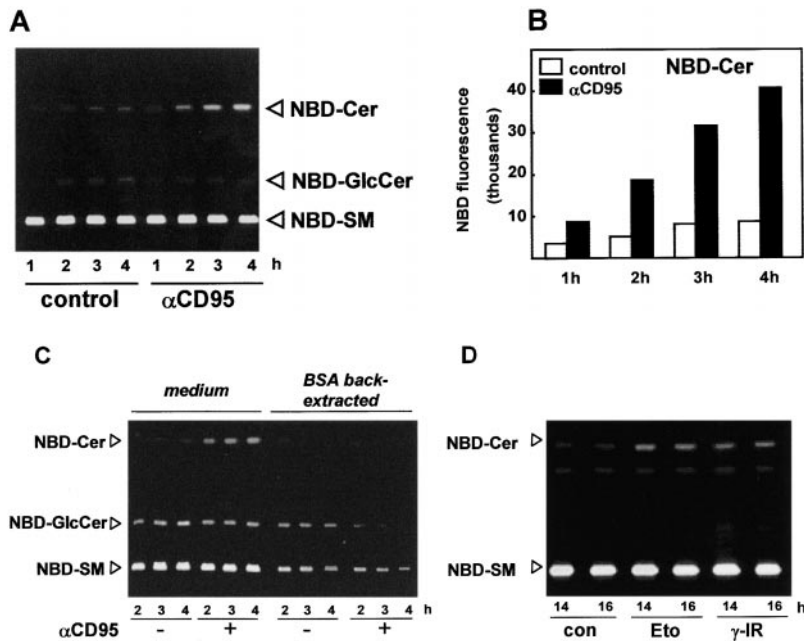 A
NBD-Cer
NBD-GlcCer
NBD-SM
1 2 3 4 1 2 3 4 h
control αCD95
B
NBD-Cer
control
αCD95
NBD fluorescence
(thousands)
40
30
20
10
1h 2h 3h 4h
C
medium BSA back-
extracted
NBD-Cer
NBD-GlcCer
NBD-SM
2 3 4 2 3 4 2 3 4 2 3 4 h
αCD95 - + - +
D
NBD-Cer
NBD-SM
14 16 14 16 14 16 h
con Eto γ-IR